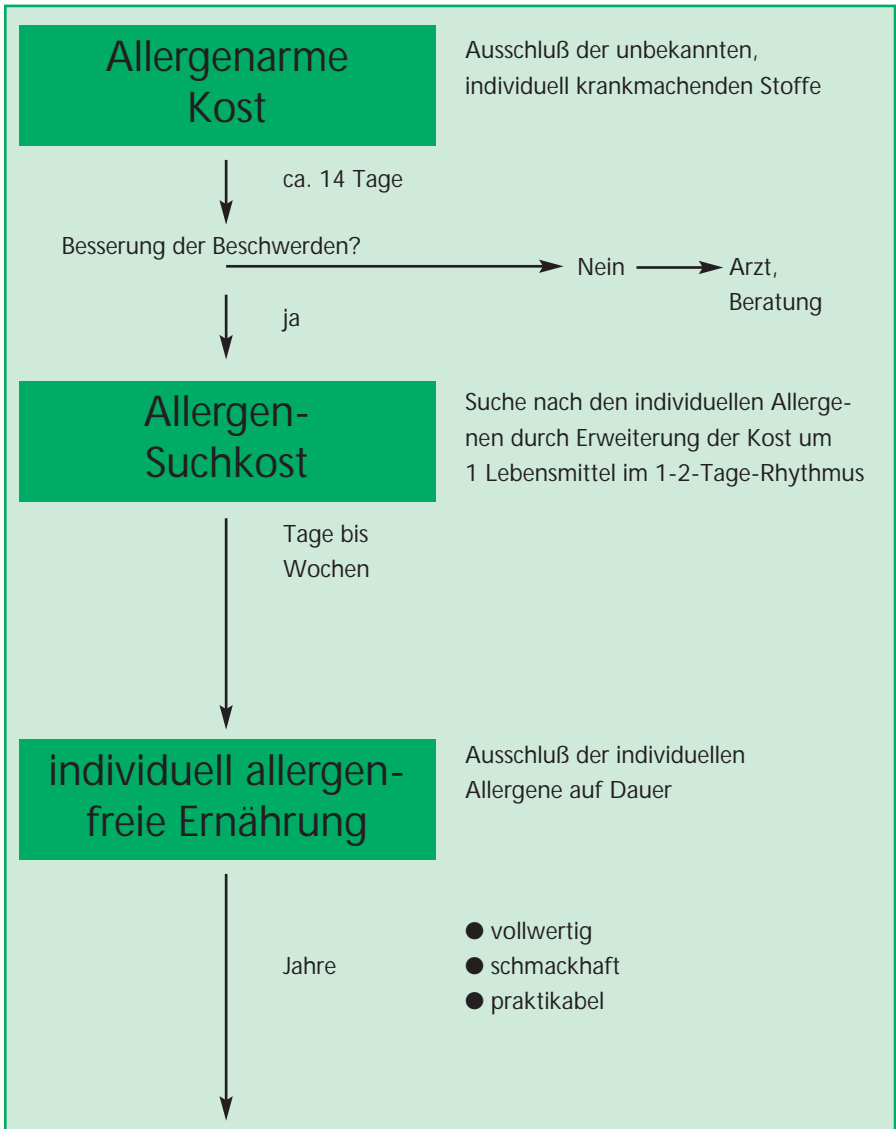 Allergenarme
Kost
Ausschluß der unbekannten,
individuell krankmachenden Stoffe
ca. 14 Tage
Besserung der Beschwerden?
Nein
Arzt,
Beratung
ja
Allergen-
Suchkost
Suche nach den individuellen Allerge-
nen durch Erweiterung der Kost um
1 Lebensmittel im 1-2-Tage-Rhythmus
Tage bis
Wochen
individuell allergen-
freie Ernährung
Ausschluß der individuellen
Allergene auf Dauer
Jahre
● vollwertig
● schmackhaft
● praktikabel